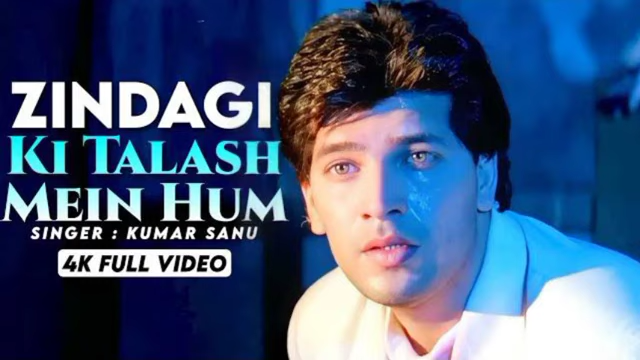 ZINDAGI
KI TALASH
MEIN HUM
SINGER : KUMAR SANU
4K FULL VIDEO